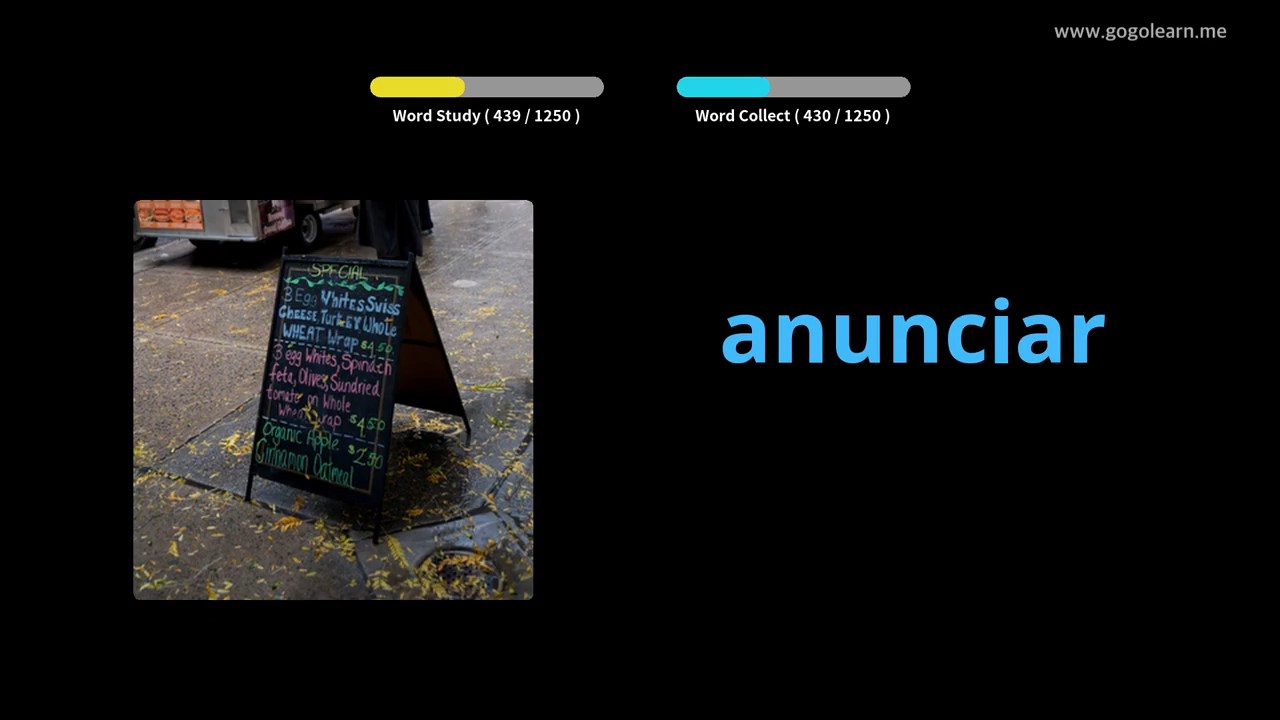 www.gogolearn.me
Word Study ( 439 / 1250 )
Word Collect ( 430 / 1250 )
SPECIAL
3 Egg Whites, Swiss
Cheese, Turkey Whole
WHEAT Wrap $4.50
3 egg Whites, Spinach
feta, Olives, Sundried
tomato on Whole
Wheat Wrap $4.50
Organic Apple $2.50
Cinnamon Oatmeal
anunciar